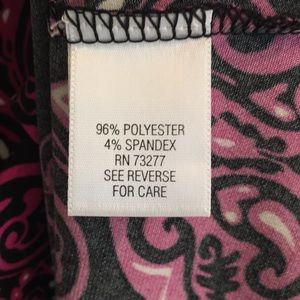 96% POLYESTER
4% SPANDEX
RN 73277
SEE REVERSE
FOR CARE